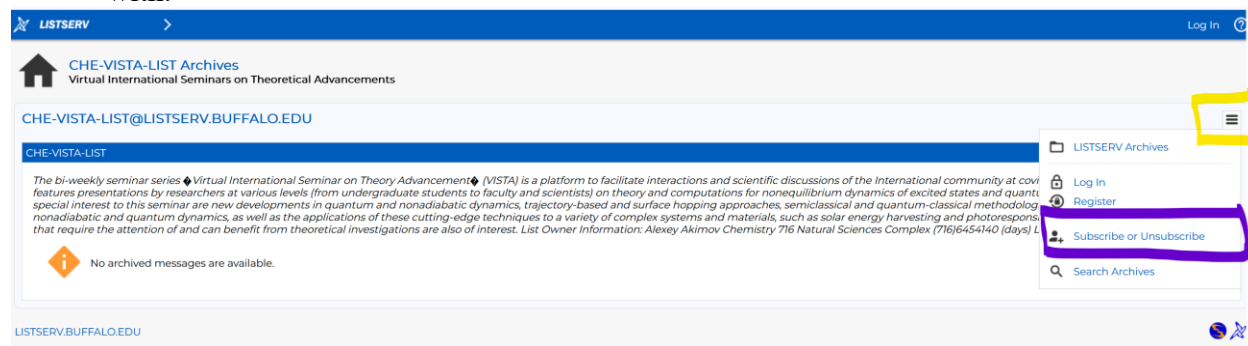 LISTSERV
Log In
CHE-VISTA-LIST Archives
Virtual International Seminars on Theoretical Advancements
CHE-VISTA-LIST@LISTSERV.BUFFALO.EDU
CHE-VISTA-LIST
The bi-weekly seminar series �Virtual International Seminar on Theory Advancement� (VISTA) is a platform to facilitate interactions and scientific discussions of the International community at covi
features presentations by researchers at various levels (from undergraduate students to faculty and scientists) on theory and computations for nonequilibrium dynamics of excited states and quantu
special interest to this seminar are new developments in quantum and nonadiabatic dynamics, trajectory-based and surface hopping approaches, semiclassical and quantum-classical methodolog
nonadiabatic and quantum dynamics, as well as the applications of these cutting-edge techniques to a variety of complex systems and materials, such as solar energy harvesting and photorespons
that require the attention of and can benefit from theoretical investigations are also of interest. List Owner Information: Alexey Akimov Chemistry 716 Natural Sciences Complex (716)6454140 (days) L
No archived messages are available.
LISTSERV Archives
Log In
Register
Subscribe or Unsubscribe
Search Archives
LISTSERV.BUFFALO.EDU